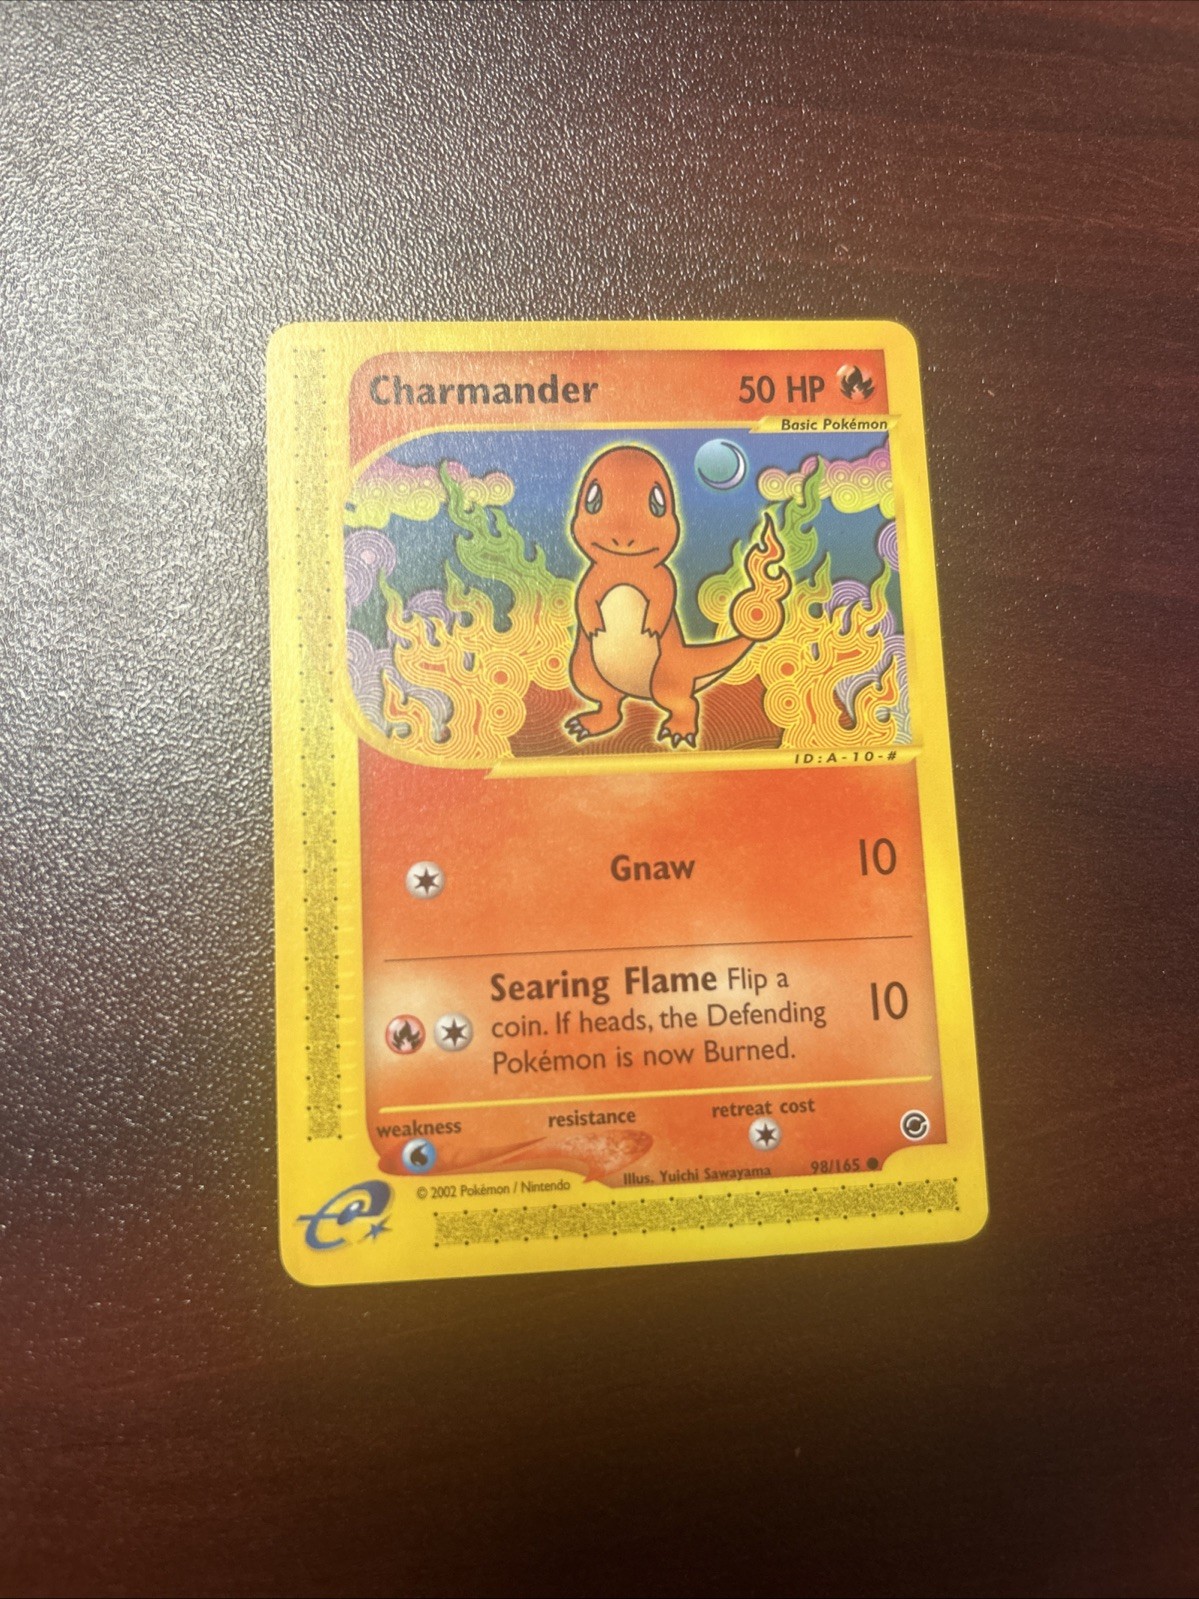 Charmander 50 HP
Basic Pokémon
ID:A-10-#
Gnaw 10
Searing Flame Flip a
coin. If heads, the Defending 10
Pokémon is now Burned.
weakness resistance retreat cost
Illus. Yuichi Sawayama 98/165
© 2002 Pokémon / Nintendo
e